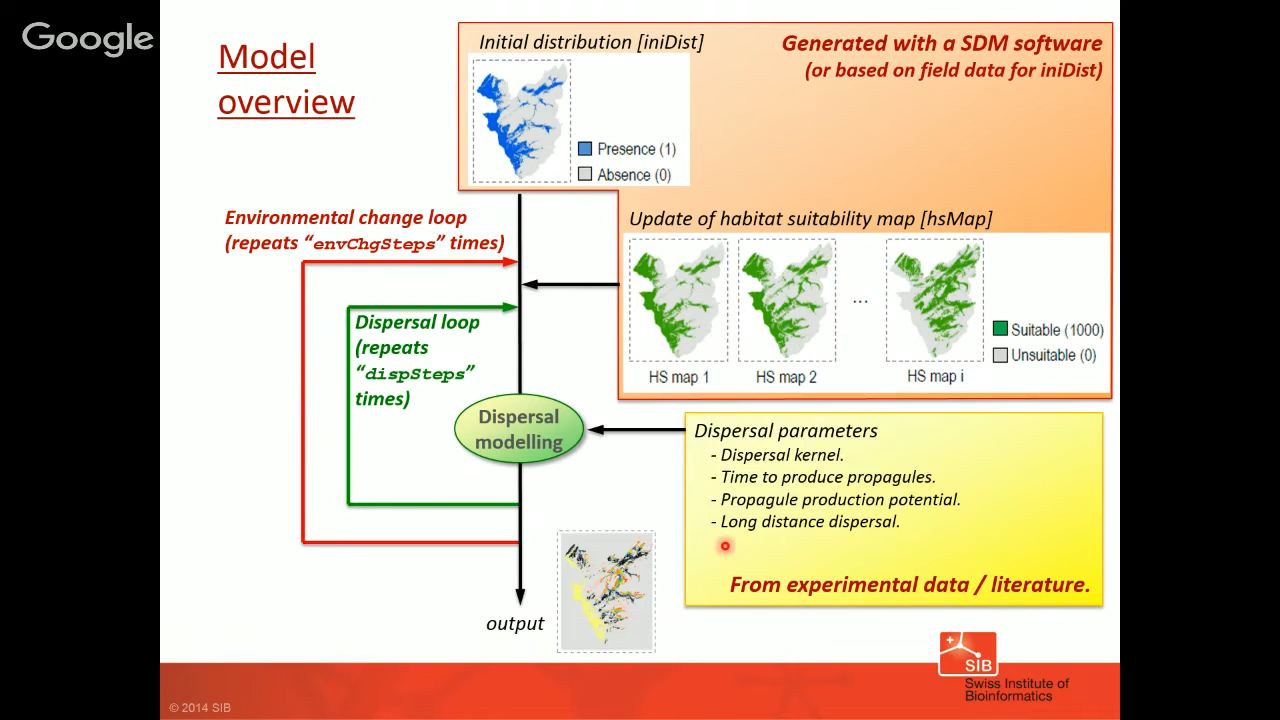 Google
Model
overview
Initial distribution [iniDist]
Generated with a SDM software
(or based on field data for iniDist)
Presence (1)
Absence (0)
Environmental change loop
(repeats “envChgSteps” times)
Update of habitat suitability map [hsMap]
...
Suitable (1000)
Unsuitable (0)
HS map 1
HS map 2
HS map i
Dispersal loop
(repeats
“dispSteps”
times)
Dispersal
modelling
Dispersal parameters
- Dispersal kernel.
- Time to produce propagules.
- Propagule production potential.
- Long distance dispersal.
From experimental data / literature.
output
SIB
Swiss Institute of
Bioinformatics
© 2014 SIB